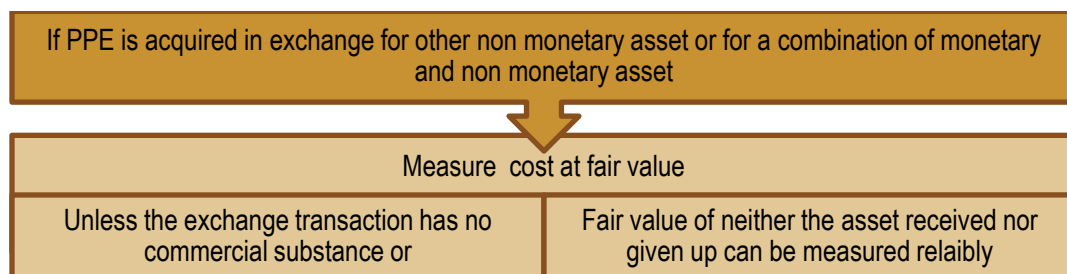 If PPE is acquired in exchange for other non monetary asset or for a combination of monetary
and non monetary asset
Measure cost at fair value
Unless the exchange transaction has no
commercial substance or
Fair value of neither the asset received nor
given up can be measured relaibly